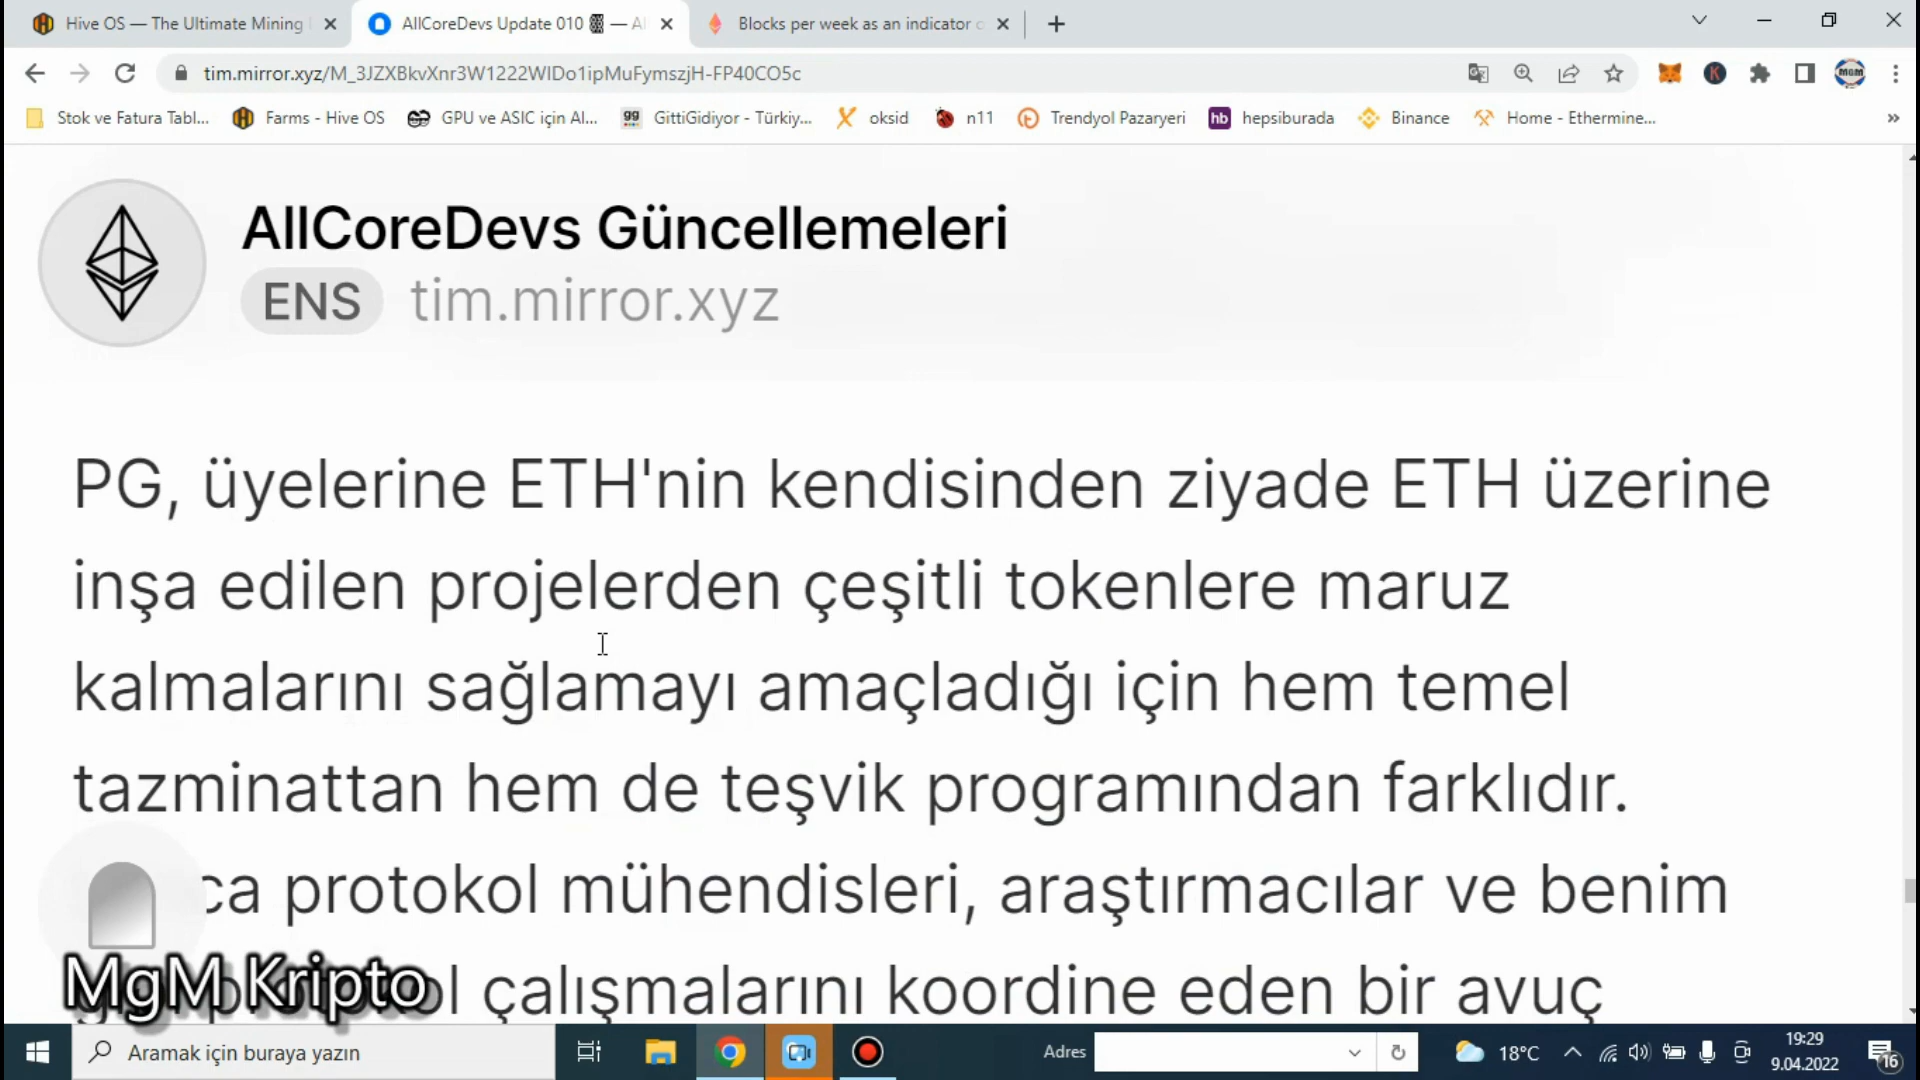 Hive OS — The Ultimate Mining
AllCoreDevs Update 010 — Al
Blocks per week as an indicator o
tim.mirror.xyz/M_3JZXBkvXnr3W1222WIDo1ipMuFymszjH-FP40CO5c
Stok ve Fatura Tabl...
Farms - Hive OS
GPU ve ASIC için Al...
gg
GittiGidiyor - Türkiy...
oksid
n11
Trendyol Pazaryeri
hb
hepsiburada
Binance
Home - Ethermine...
»
K
MGM
AllCoreDevs Güncellemeleri
ENS tim.mirror.xyz
PG, üyelerine ETH'nin kendisinden ziyade ETH üzerine
inşa edilen projelerden çeşitli tokenlere maruz
kalmalarını sağlamayı amaçladığı için hem temel
tazminattan hem de teşvik programından farklıdır.
ca protokol mühendisleri, araştırmacılar ve benim
çalışmalarını koordine eden bir avuç
MgM Kripto
Aramak için buraya yazın
Adres
18°C
19:29
9.04.2022
16